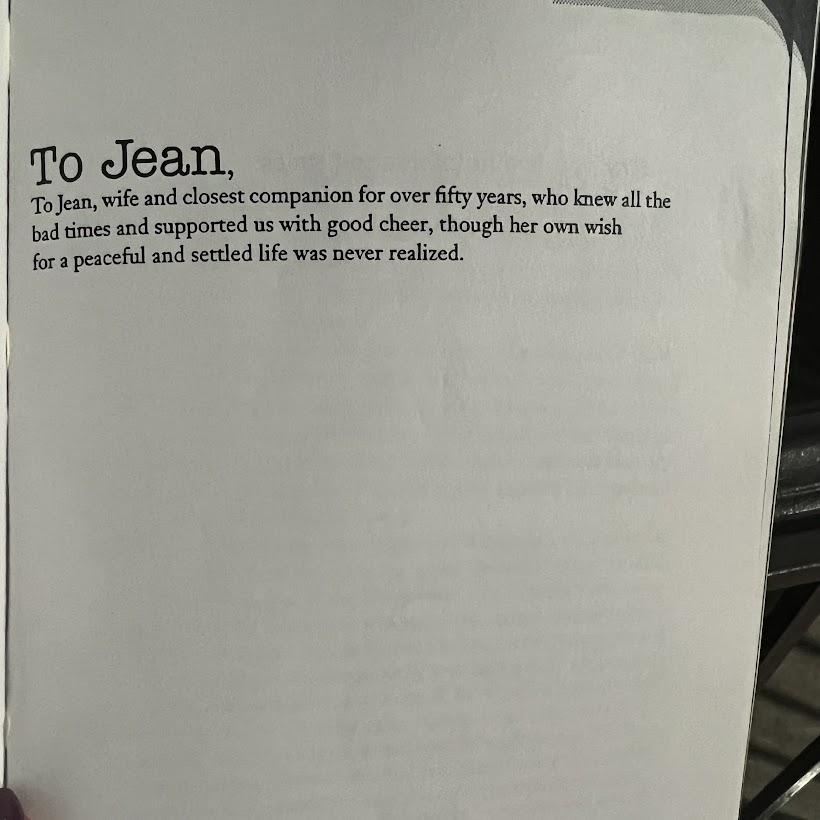 To Jean,
To Jean, wife and closest companion for over fifty years, who knew all the
bad times and supported us with good cheer, though her own wish
for a peaceful and settled life was never realized.